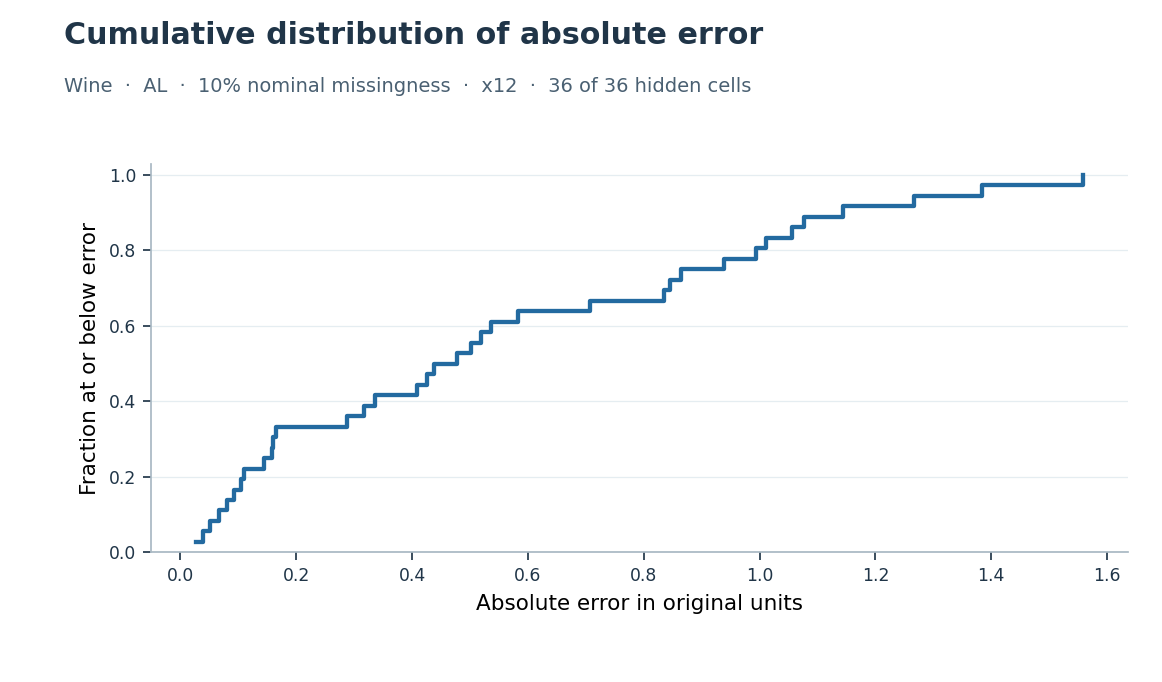 Cumulative distribution of absolute error
Wine · AL · 10% nominal missingness · x12 · 36 of 36 hidden cells
1.0
0.8
0.6
0.4
0.2
0.0
Fraction at or below error
0.0 0.2 0.4 0.6 0.8 1.0 1.2 1.4 1.6
Absolute error in original units